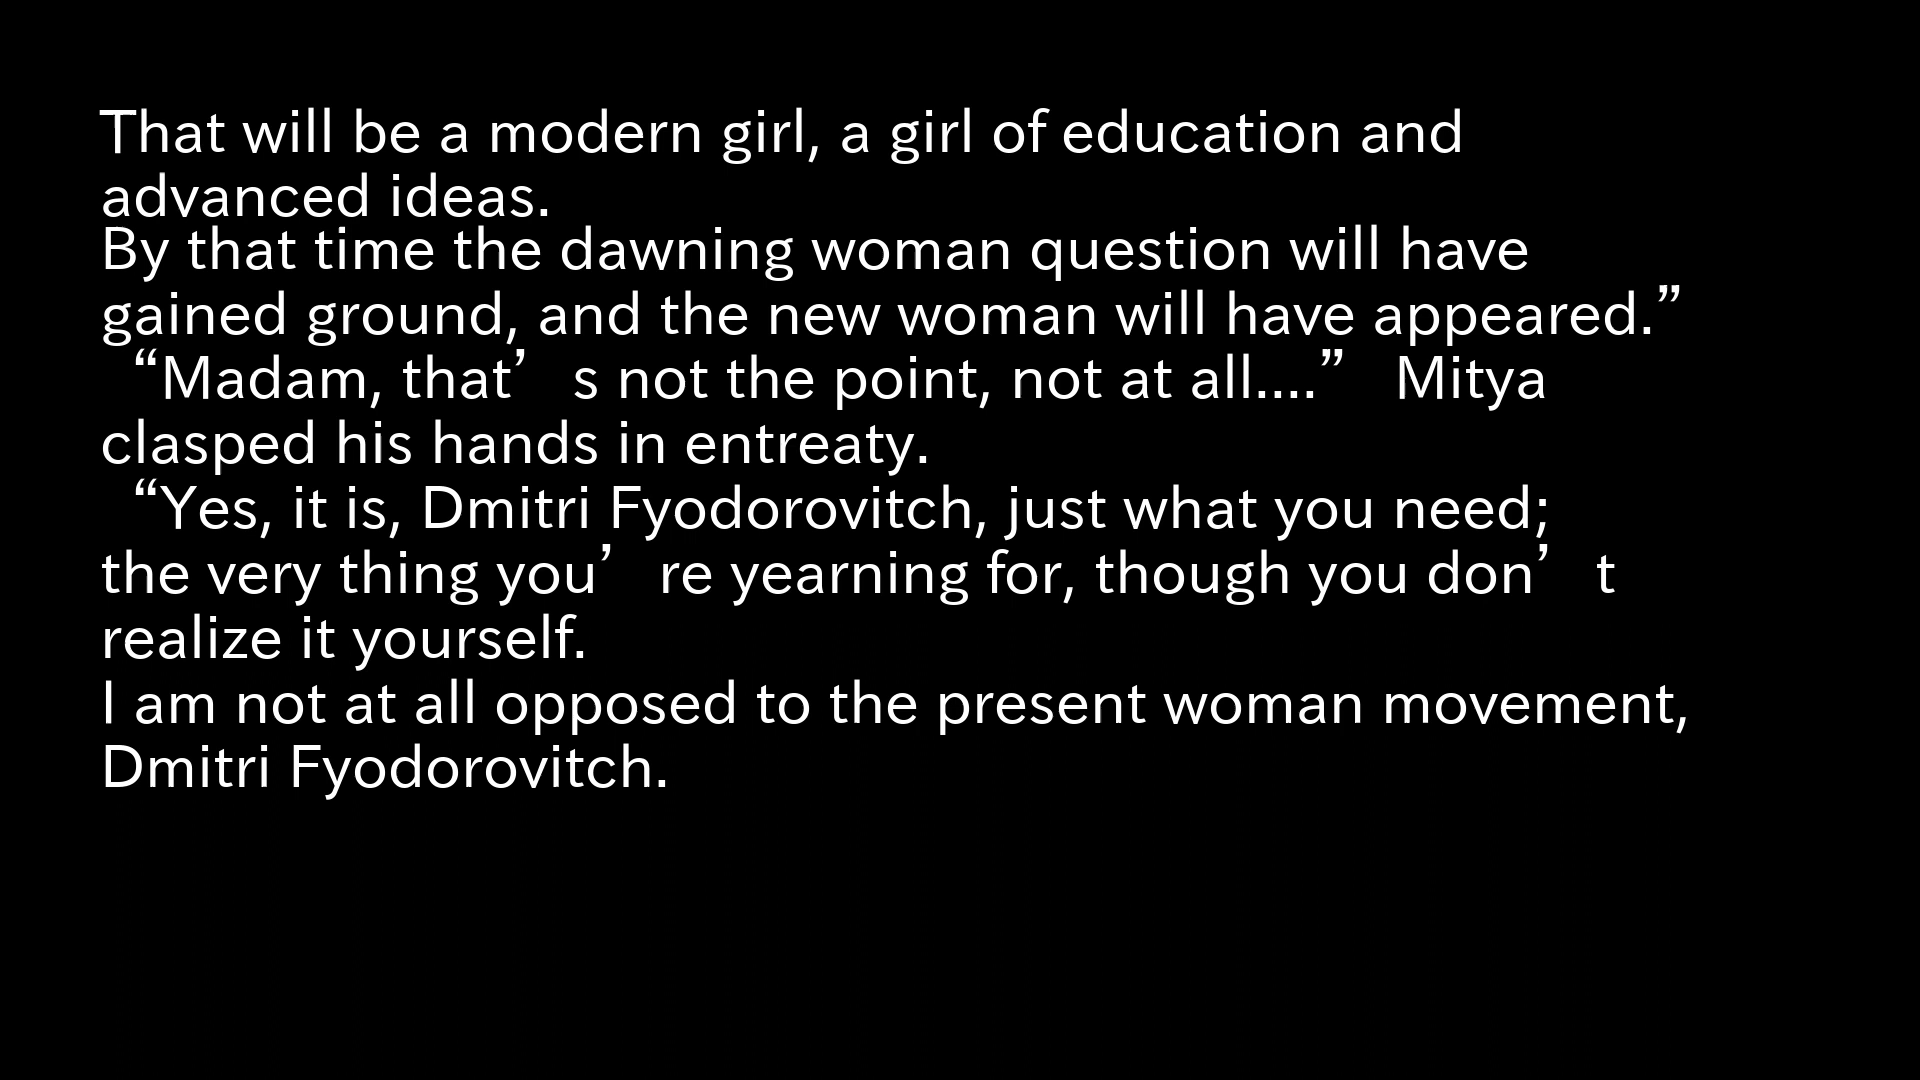 That will be a modern girl, a girl of education and
advanced ideas.
By that time the dawning woman question will have
gained ground, and the new woman will have appeared.”
“Madam, that’s not the point, not at all....” Mitya
clasped his hands in entreaty.
“Yes, it is, Dmitri Fyodorovitch, just what you need;
the very thing you’re yearning for, though you don’t
realize it yourself.
I am not at all opposed to the present woman movement,
Dmitri Fyodorovitch.